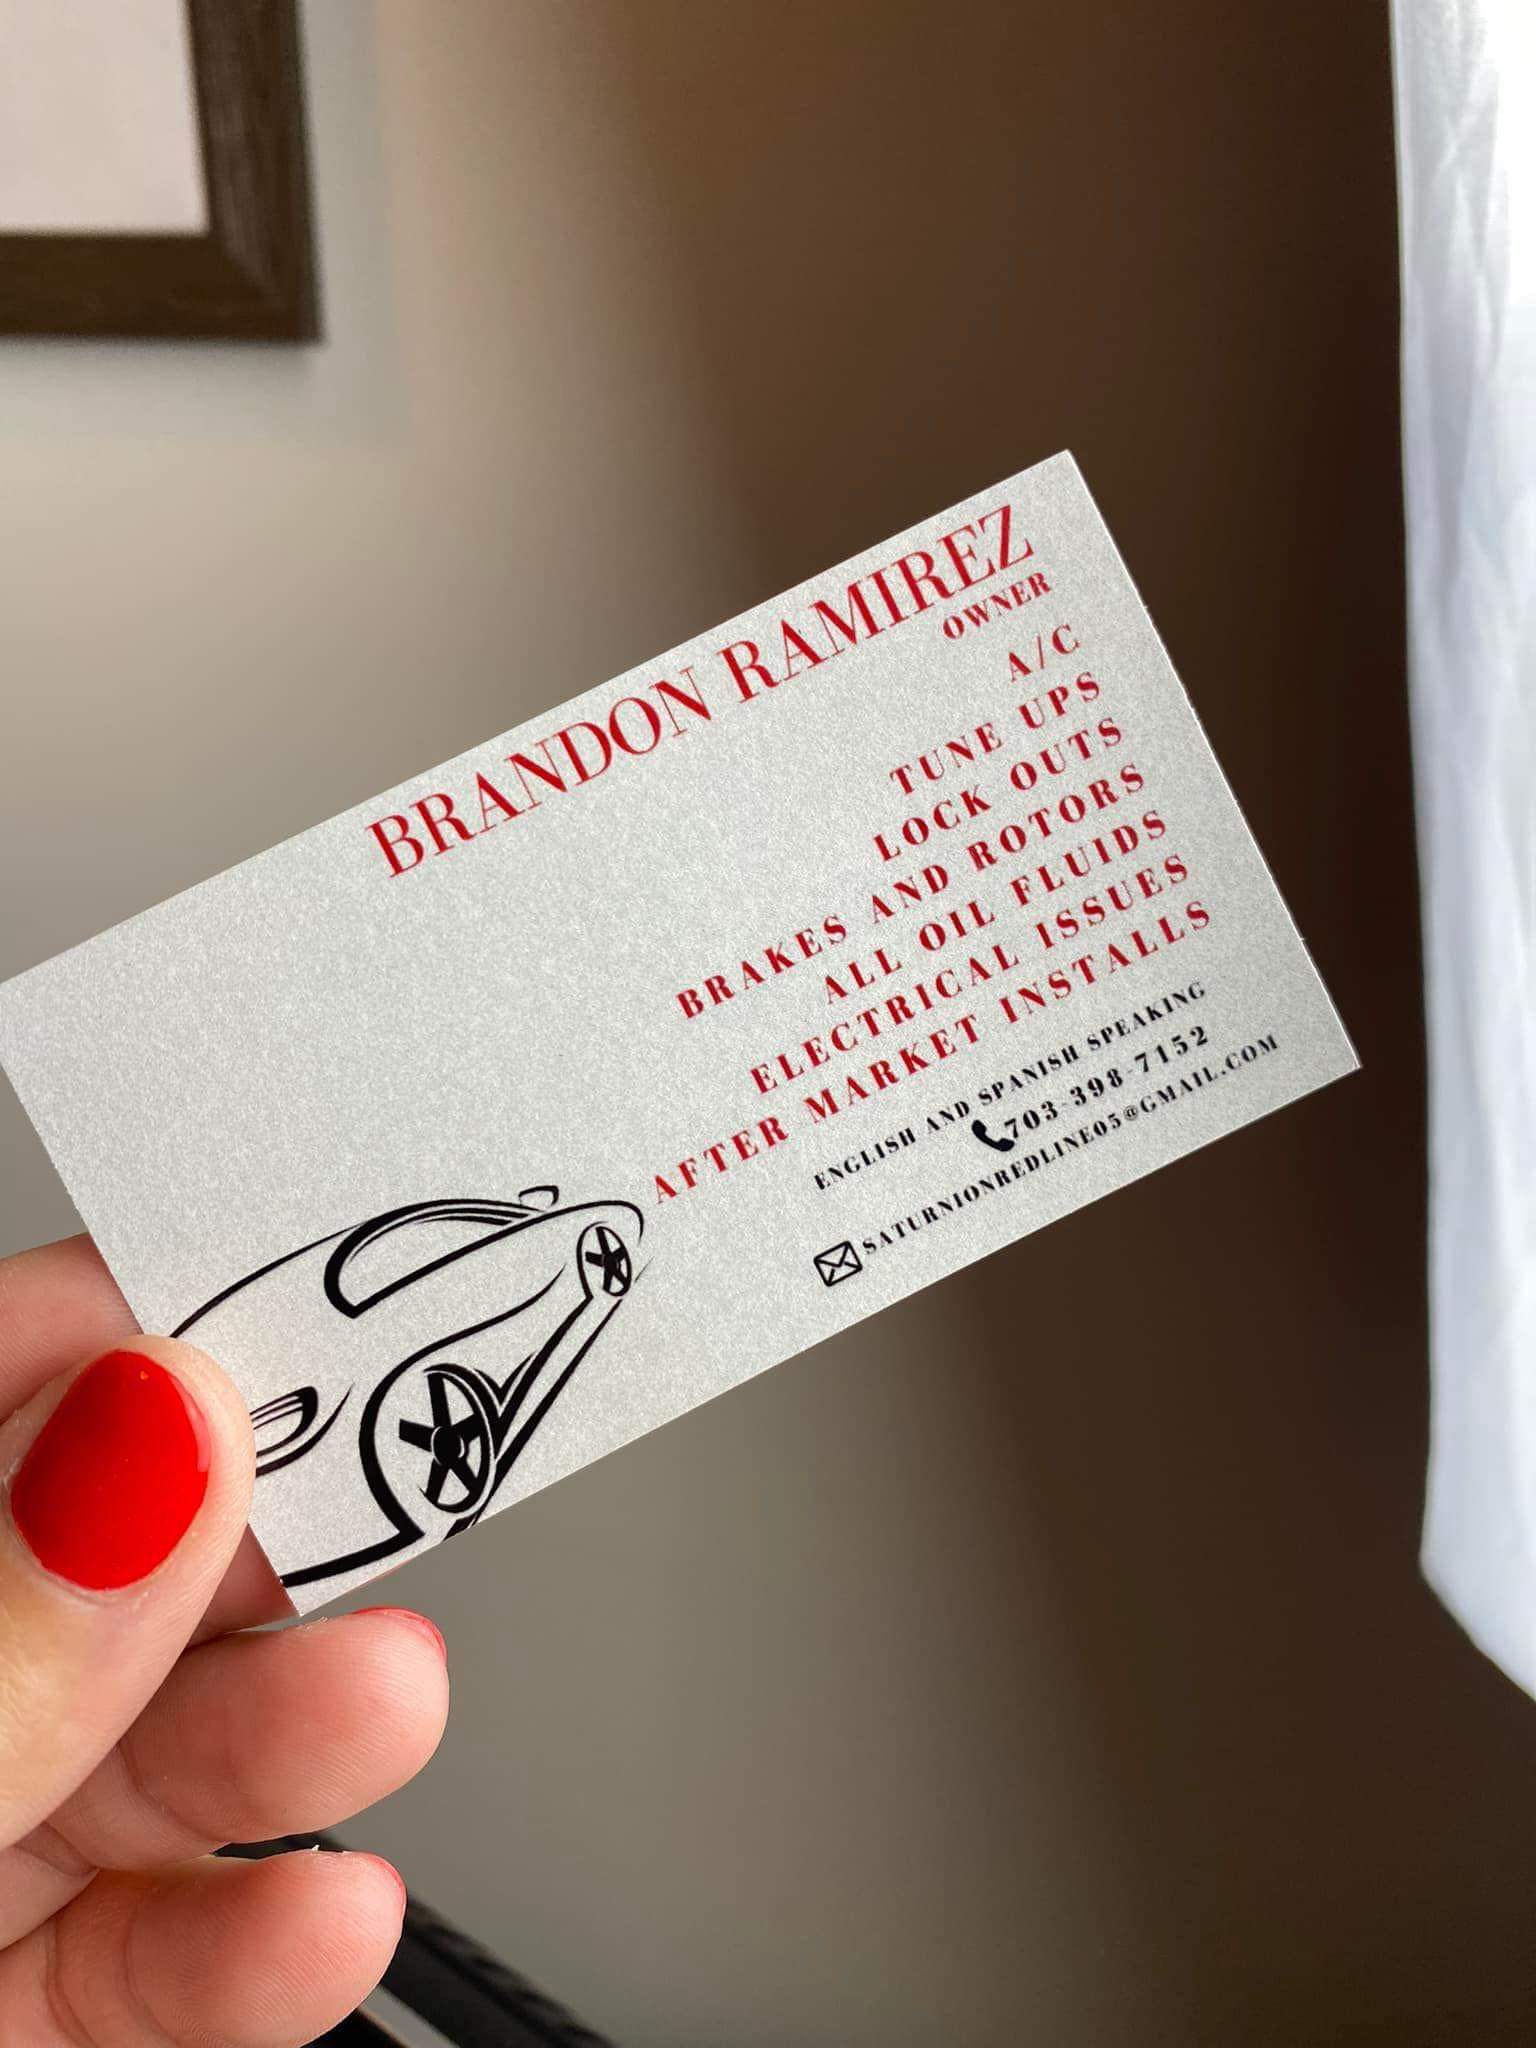 BRANDON RAMIREZ
OWNER
A/C
TUNE UPS
LOCK OUTS
BRAKES AND ROTORS
ALL OIL FLUIDS
ELECTRICAL ISSUES
AFTER MARKET INSTALLS
ENGLISH AND SPANISH SPEAKING
703-398-7152
SATURNIONREDLINE05@GMAIL.COM